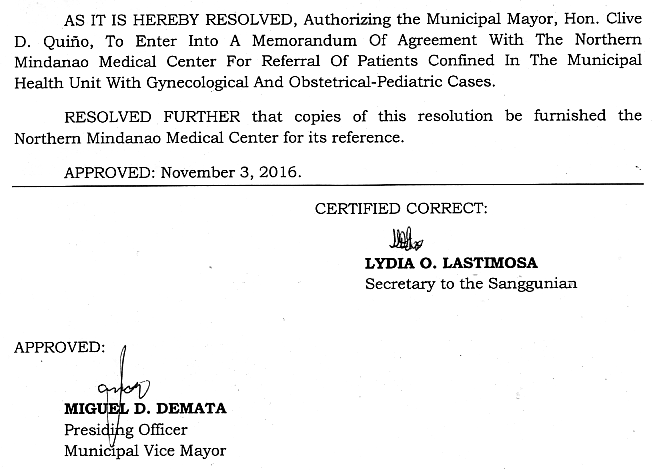 AS IT IS HEREBY RESOLVED, Authorizing the Municipal Mayor, Hon. Clive
D. Quiño, To Enter Into A Memorandum Of Agreement With The Northern
Mindanao Medical Center For Referral Of Patients Confined In The Municipal
Health Unit With Gynecological And Obstetrical-Pediatric Cases.
RESOLVED FURTHER that copies of this resolution be furnished the
Northern Mindanao Medical Center for its reference.
APPROVED: November 3, 2016.
CERTIFIED CORRECT:
LYDIA O. LASTIMOSA
Secretary to the Sanggunian
APPROVED:
MIGUEL D. DEMATA
Presiding Officer
Municipal Vice Mayor